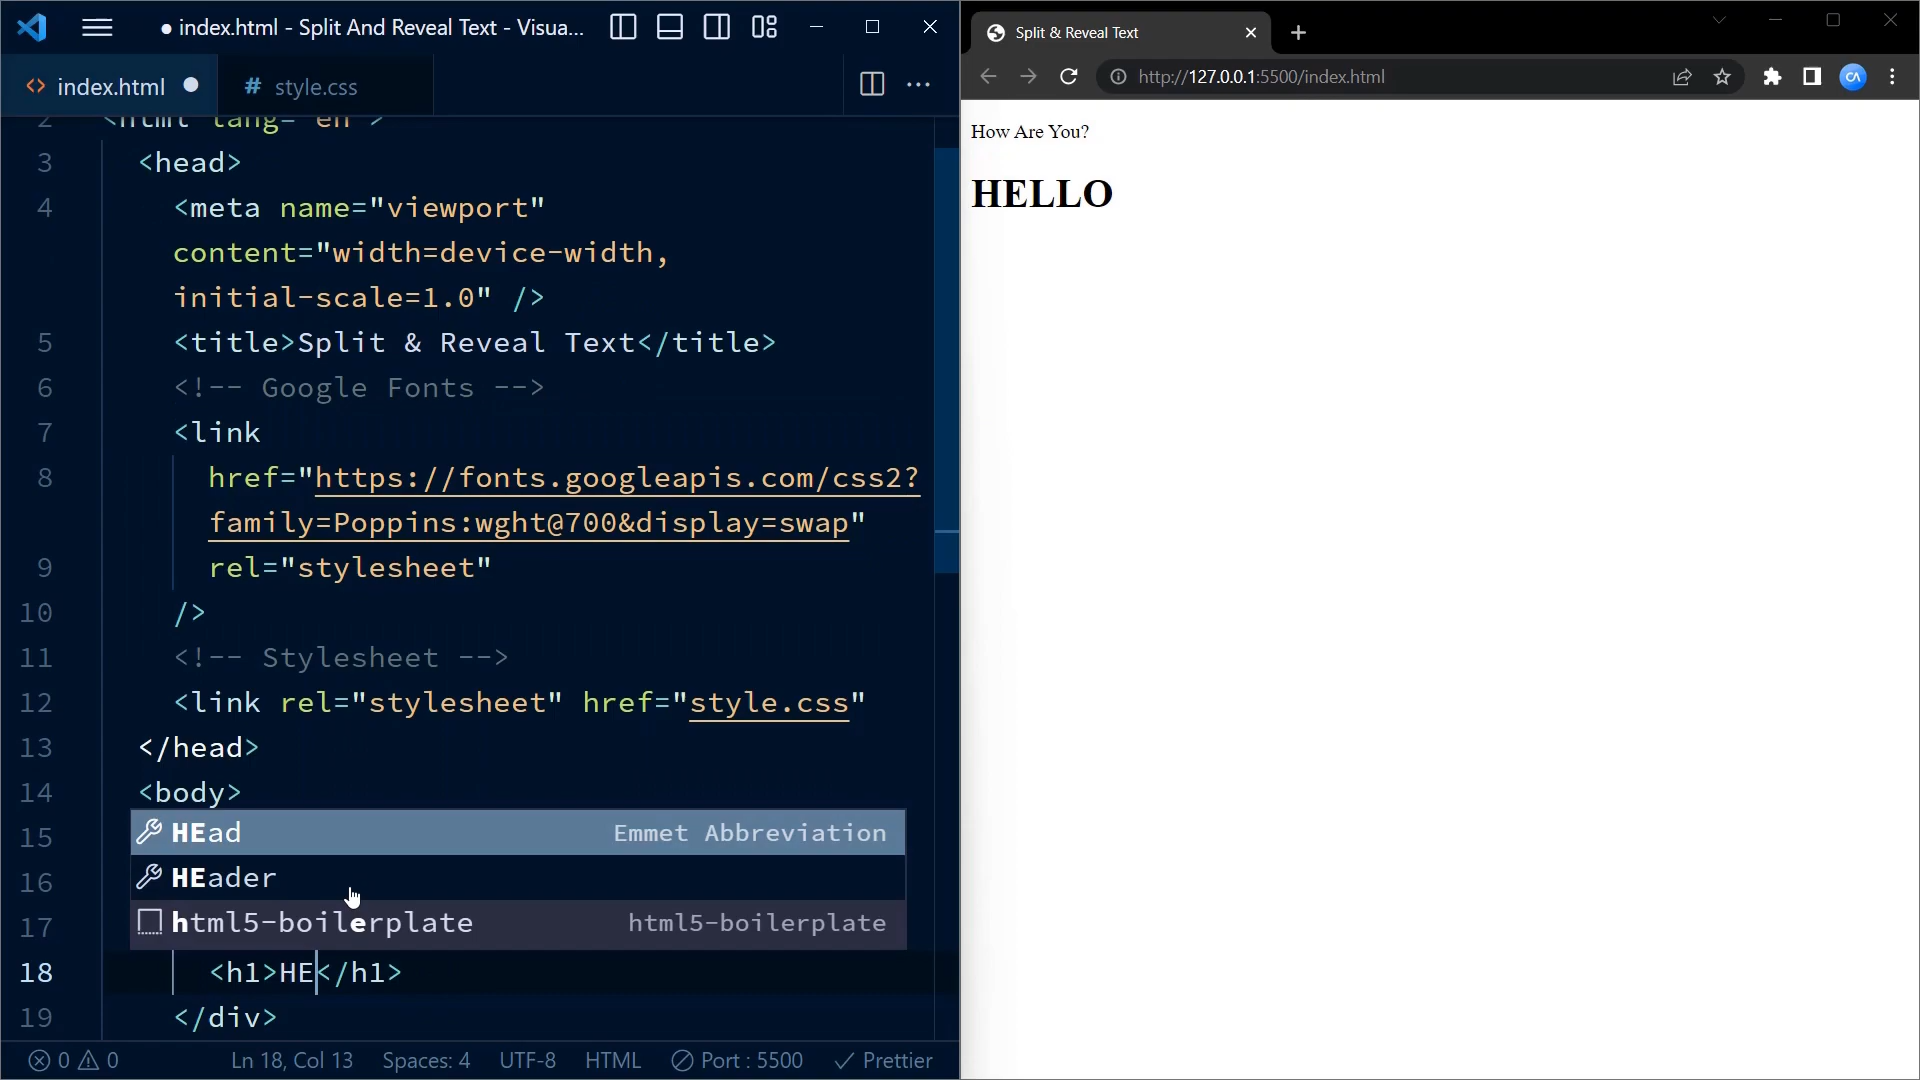 index.html - Split And Reveal Text - Visua...
<> index.html
# style.css
2 <html lang="en">
3 <head>
4 <meta name="viewport"
content="width=device-width,
initial-scale=1.0" />
5 <title>Split & Reveal Text</title>
6 <!-- Google Fonts -->
7 <link
8 href="https://fonts.googleapis.com/css2?
family=Poppins:wght@700&display=swap"
9 rel="stylesheet"
10 />
11 <!-- Stylesheet -->
12 <link rel="stylesheet" href="style.css"
13 </head>
14 <body>
15 HEad Emmet Abbreviation
16 HEader
17 html5-boilerplate html5-boilerplate
18 <h1>HE</h1>
19 </div>
0 0 Ln 18, Col 13 Spaces: 4 UTF-8 HTML Port : 5500 Prettier
Split & Reveal Text
http://127.0.0.1:5500/index.html
CA
How Are You?
HELLO